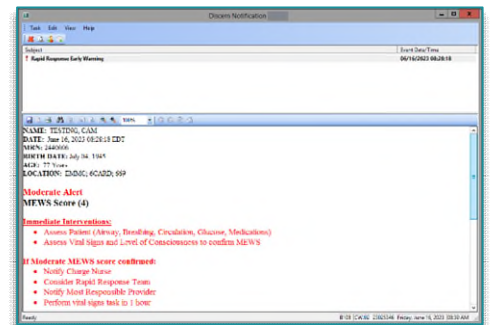 Discern Notification
Task Edit View Help
Subject Event Date/Time
! Rapid Response Early Warning 06/16/2023 08:28:18
100%
NAME: TESTING, CAM
DATE: June 16, 2023 08:28:18 EDT
MRN: 2440006
BIRTH DATE: July 04, 1945
AGE: 77 Years
LOCATION: EMMC; 6CARD; 689
Moderate Alert
MEWS Score (4)
Immediate Interventions:
• Assess Patient (Airway, Breathing, Circulation, Glucose, Medications)
• Assess Vital Signs and Level of Consciousness to confirm MEWS
If Moderate MEWS score confirmed:
• Notify Charge Nurse
• Consider Rapid Response Team
• Notify Most Responsible Provider
• Perform vital signs task in 1 hour
Ready Friday, June 16, 2023 08:30 AM